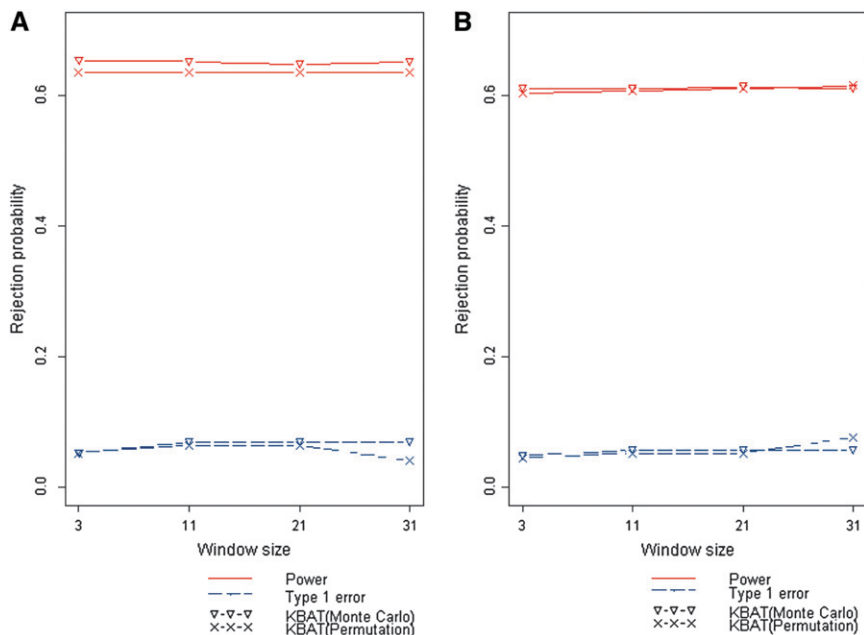 A
Rejection probability
0.6
0.4
0.2
0.0
3 11 21 31
Window size
Power
Type 1 error
KBAT(Monte Carlo)
KBAT(Permutation)
B
Rejection probability
0.6
0.4
0.2
0.0
3 11 21 31
Window size
Power
Type 1 error
KBAT(Monte Carlo)
KBAT(Permutation)